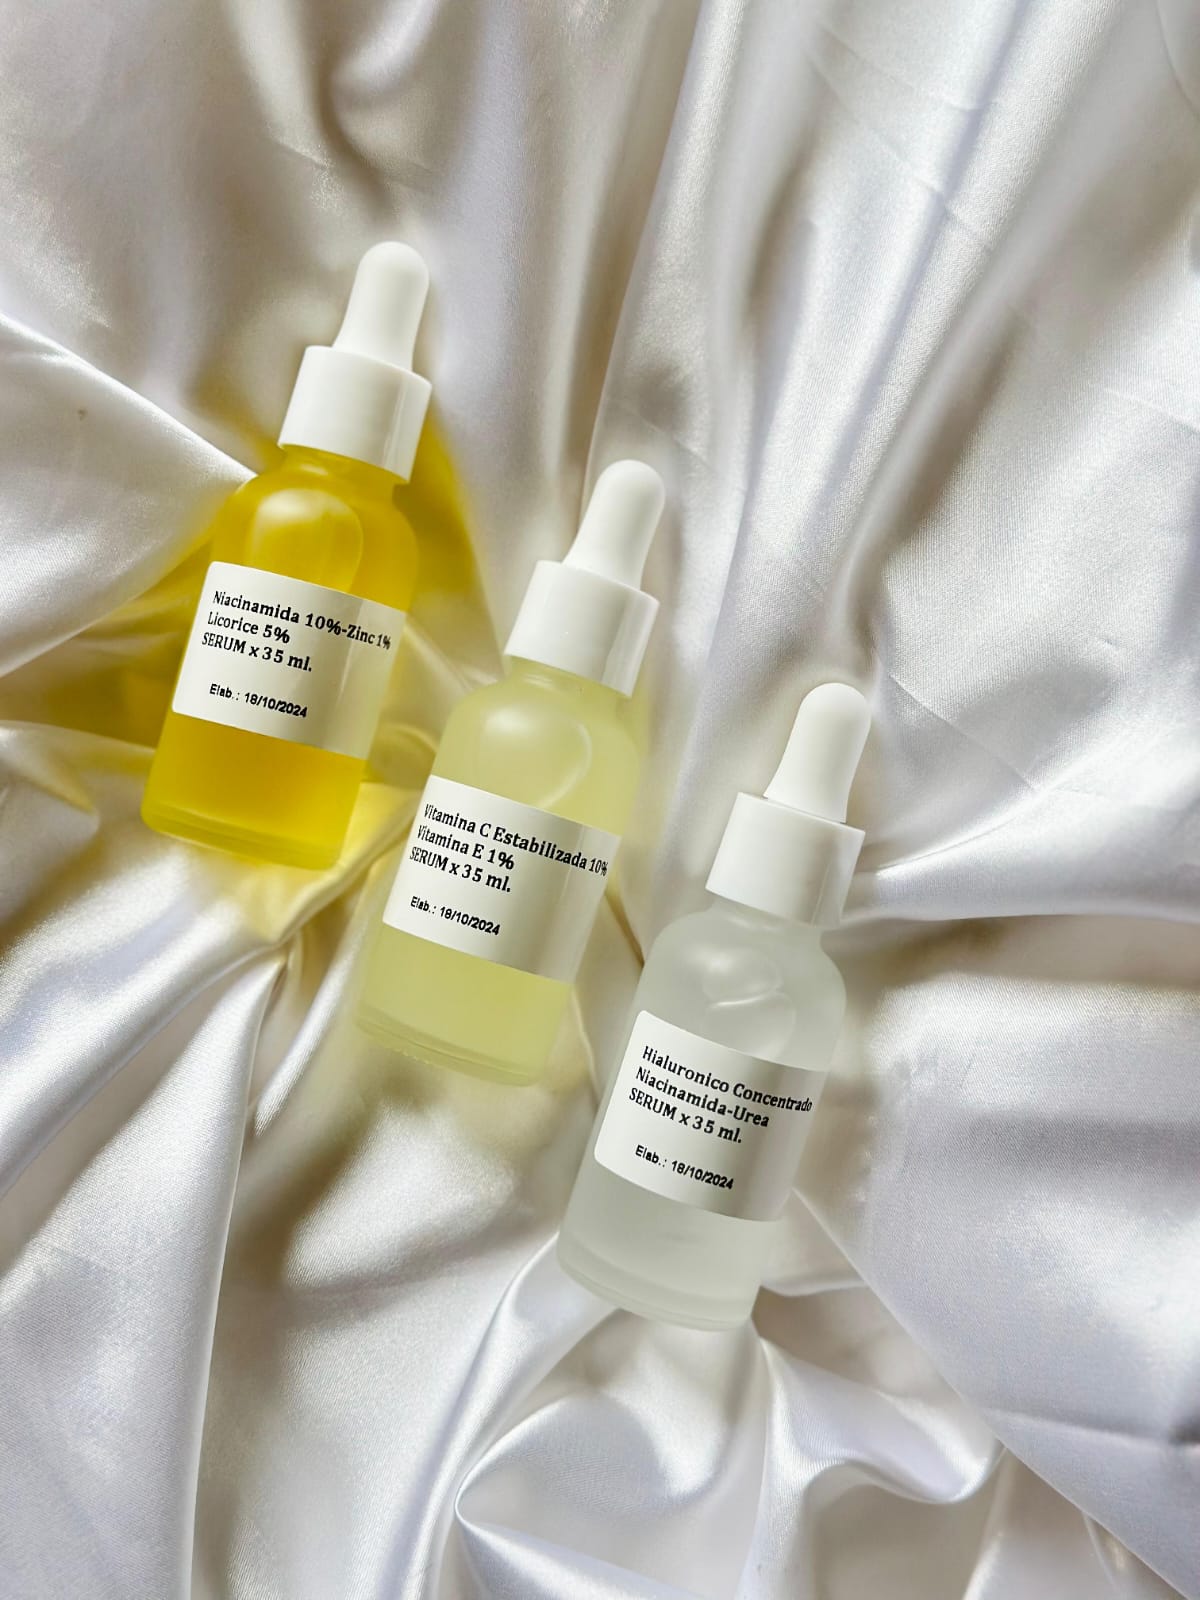 Niacinamida 10%-Zinc 1%
Licorice 5%
SERUM x 35 ml.
Elab.: 18/10/2024
Vitamina C Estabilizada 10%
Vitamina E 1%
SERUM x 35 ml.
Elab.: 18/10/2024
Hialuronico Concentrado
Niacinamida-Urea
SERUM x 35 ml.
Elab.: 18/10/2024